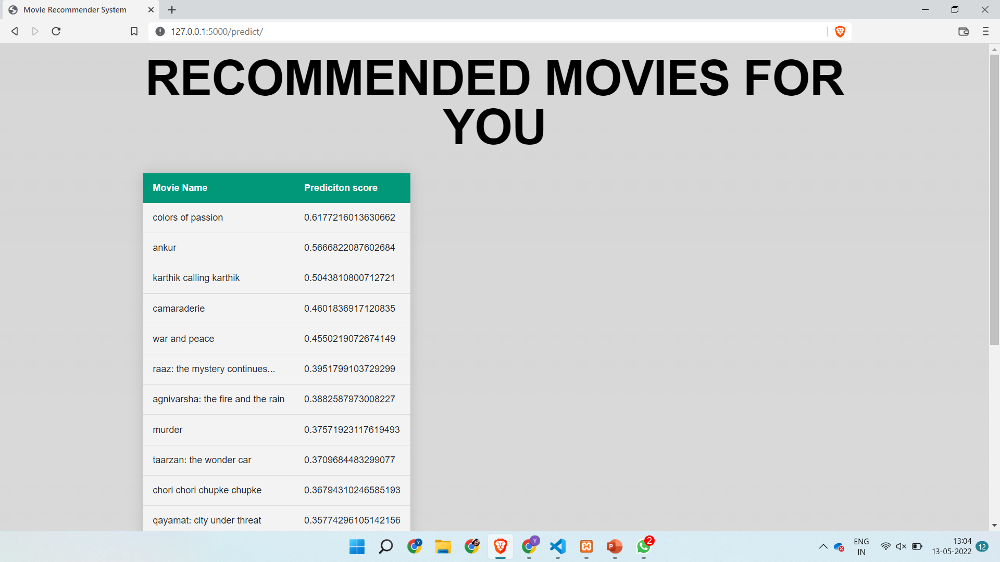 Movie Recommender System
127.0.0.1:5000/predict/
RECOMMENDED MOVIES FOR
YOU
Movie Name Prediciton score
colors of passion 0.6177216013630662
ankur 0.5666822087602684
karthik calling karthik 0.5043810800712721
camaraderie 0.4601836917120835
war and peace 0.4550219072674149
raaz: the mystery continues... 0.3951799103729299
agnivarsha: the fire and the rain 0.3882587973008227
murder 0.37571923117619493
taarzan: the wonder car 0.3709684483299077
chori chori chupke chupke 0.36794310246585193
qayamat: city under threat 0.35774296105142156
Y
Y
P
2
ENG
IN
13:04
13-05-2022
12